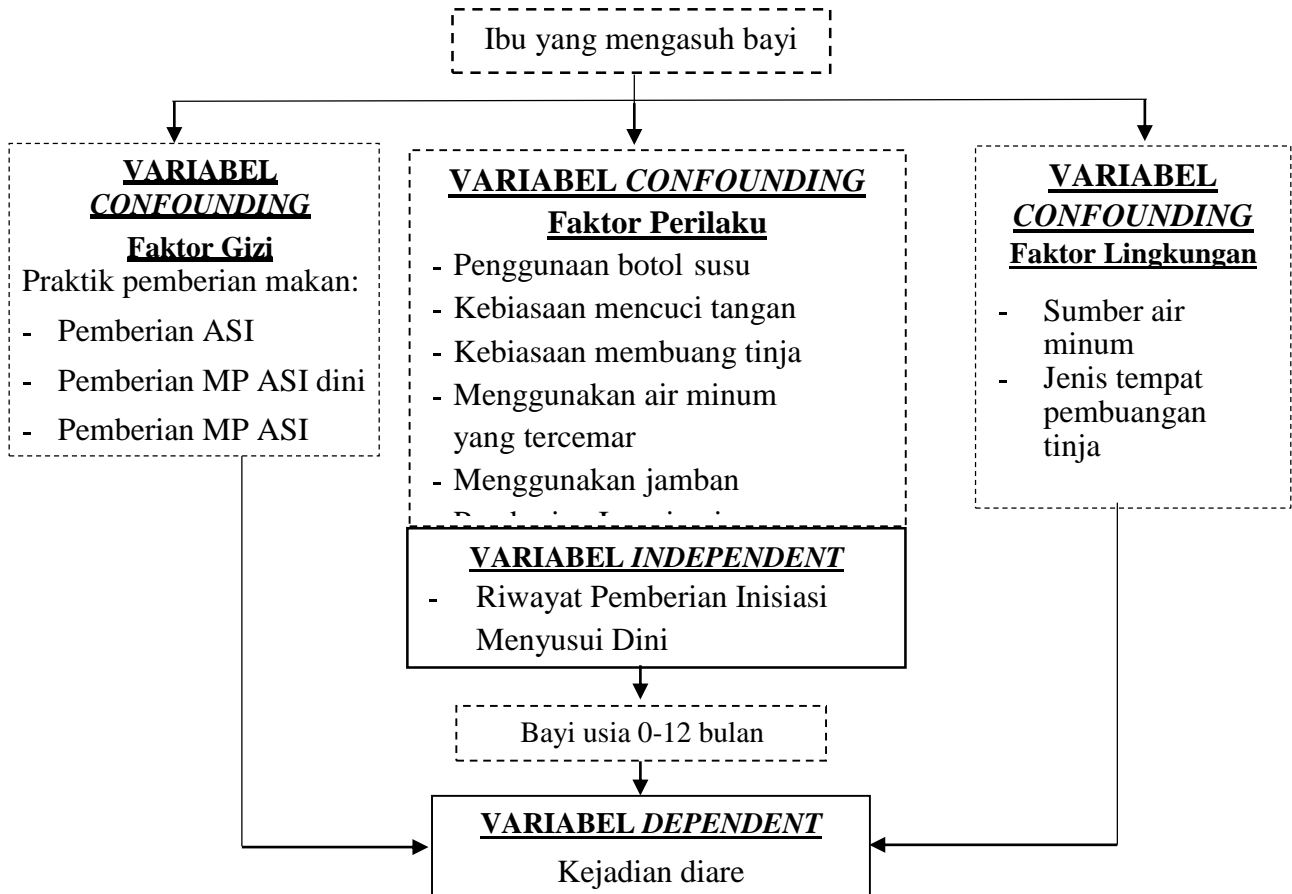 Ibu yang mengasuh bayi
VARIABEL
CONFOUNDING
Faktor Gizi
Praktik pemberian makan:
- Pemberian ASI
- Pemberian MP ASI dini
- Pemberian MP ASI
VARIABEL CONFOUNDING
Faktor Perilaku
- Penggunaan botol susu
- Kebiasaan mencuci tangan
- Kebiasaan membuang tinja
- Menggunakan air minum
yang tercemar
- Menggunakan jamban
VARIABEL
CONFOUNDING
Faktor Lingkungan
- Sumber air
minum
- Jenis tempat
pembuangan
tinja
VARIABEL INDEPENDENT
- Riwayat Pemberian Inisiasi
Menyusui Dini
Bayi usia 0-12 bulan
VARIABEL DEPENDENT
Kejadian diare